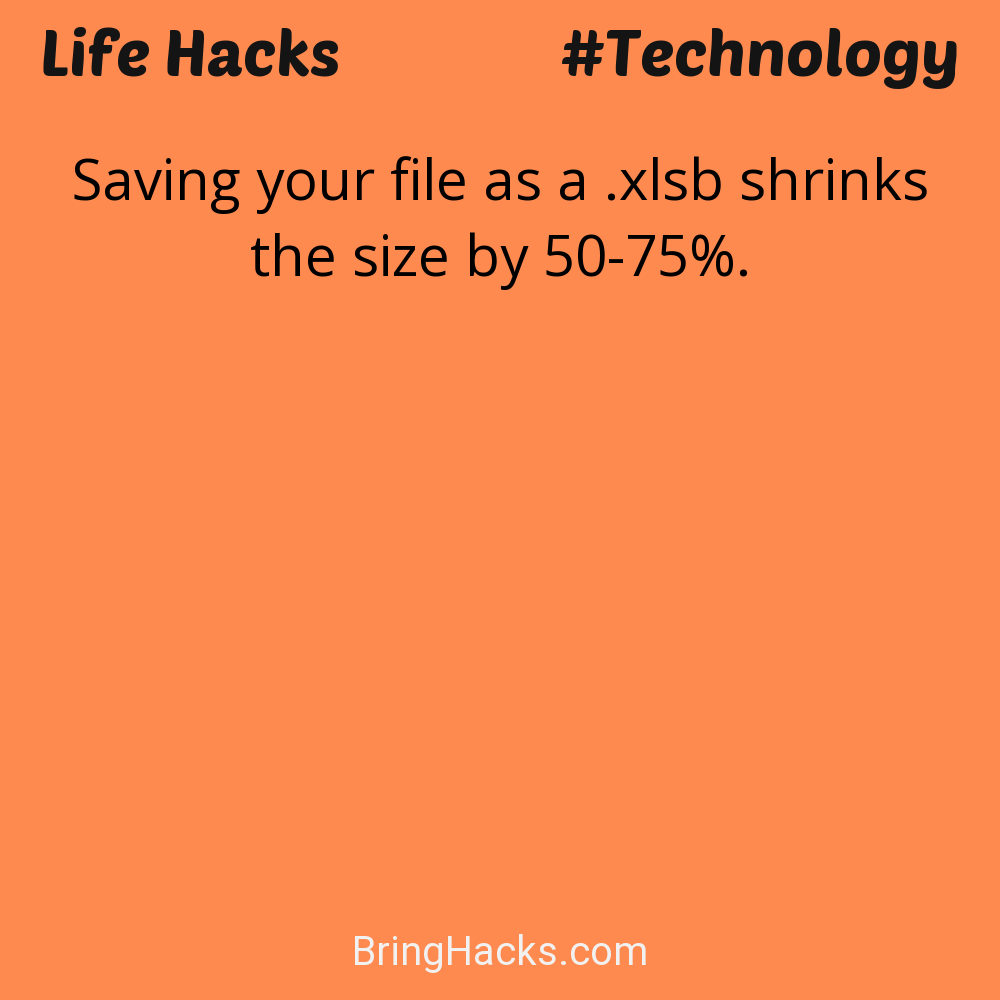 Life Hacks #Technology
Saving your file as a .xlsb shrinks
the size by 50-75%.
BringHacks.com